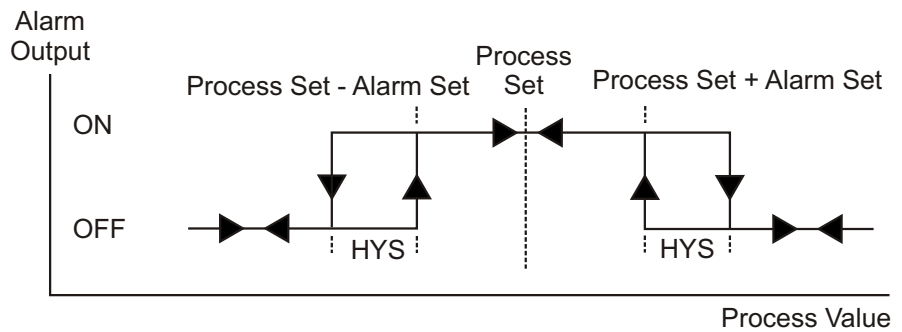 Alarm
Output
Process
Set
Process Set - Alarm Set
Process Set + Alarm Set
ON
OFF
HYS
HYS
Process Value